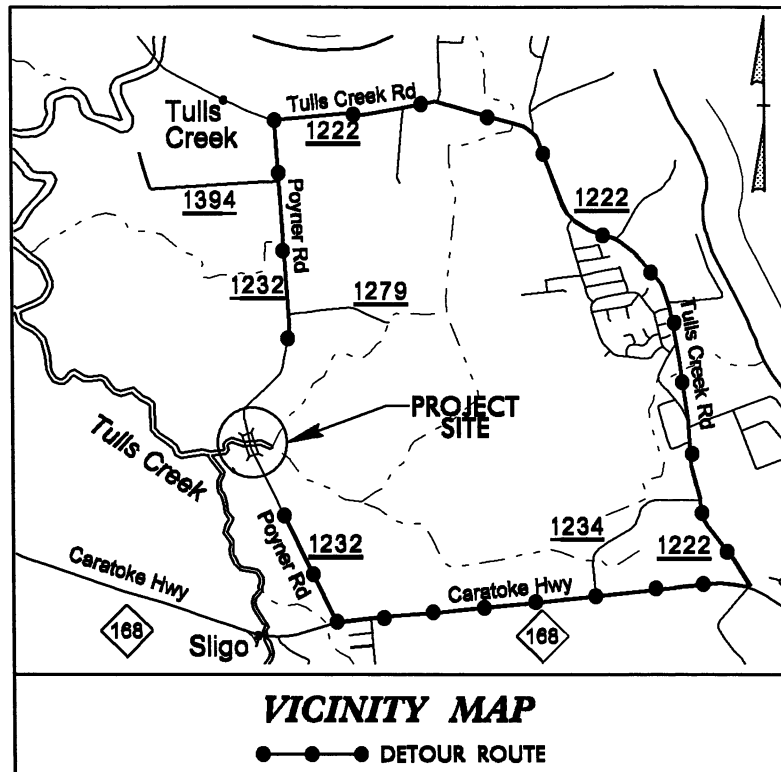 Tulls
Creek
Tulls Creek Rd
1222
1394
Poyner Rd
1222
1232
1279
Tulls Creek Rd
PROJECT
SITE
Tulls Creek
Poyner Rd
1232
1234
1222
Caratoke Hwy
Caratoke Hwy
168
Sligo
168
VICINITY MAP
DETOUR ROUTE